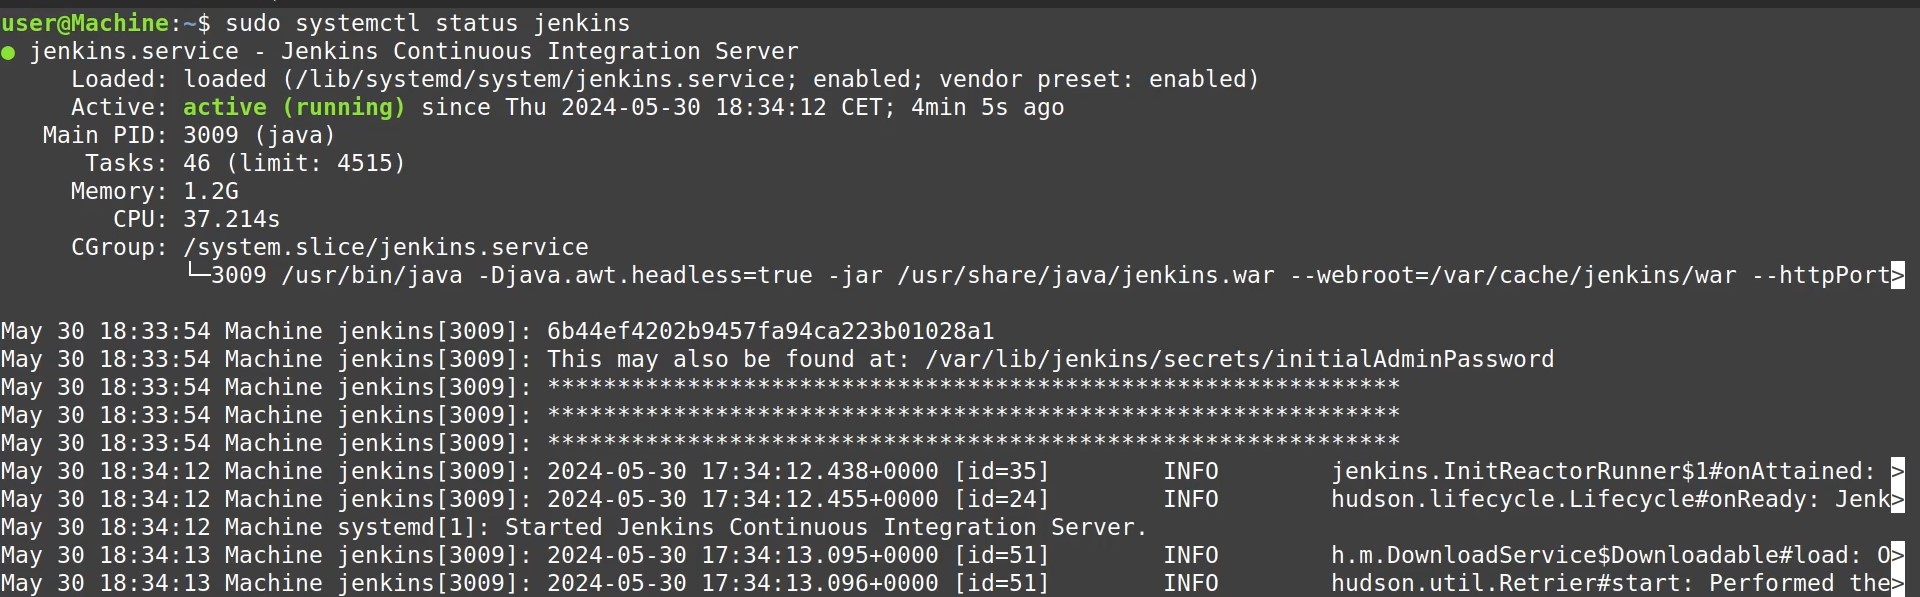 user@Machine:~$ sudo systemctl status jenkins
● jenkins.service - Jenkins Continuous Integration Server
     Loaded: loaded (/lib/systemd/system/jenkins.service; enabled; vendor preset: enabled)
     Active: active (running) since Thu 2024-05-30 18:34:12 CET; 4min 5s ago
   Main PID: 3009 (java)
      Tasks: 46 (limit: 4515)
     Memory: 1.2G
        CPU: 37.214s
     CGroup: /system.slice/jenkins.service
             └─3009 /usr/bin/java -Djava.awt.headless=true -jar /usr/share/java/jenkins.war --webroot=/var/cache/jenkins/war --httpPort>
May 30 18:33:54 Machine jenkins[3009]: 6b44ef4202b9457fa94ca223b01028a1
May 30 18:33:54 Machine jenkins[3009]: This may also be found at: /var/lib/jenkins/secrets/initialAdminPassword
May 30 18:33:54 Machine jenkins[3009]: *************************************************************
May 30 18:33:54 Machine jenkins[3009]: *************************************************************
May 30 18:33:54 Machine jenkins[3009]: *************************************************************
May 30 18:34:12 Machine jenkins[3009]: 2024-05-30 17:34:12.438+0000 [id=35]        INFO        jenkins.InitReactorRunner$1#onAttained: >
May 30 18:34:12 Machine jenkins[3009]: 2024-05-30 17:34:12.455+0000 [id=24]        INFO        hudson.lifecycle.Lifecycle#onReady: Jenk>
May 30 18:34:12 Machine systemd[1]: Started Jenkins Continuous Integration Server.
May 30 18:34:13 Machine jenkins[3009]: 2024-05-30 17:34:13.095+0000 [id=51]        INFO        h.m.DownloadService$Downloadable#load: O>
May 30 18:34:13 Machine jenkins[3009]: 2024-05-30 17:34:13.096+0000 [id=51]        INFO        hudson.util.Retrier#start: Performed the>